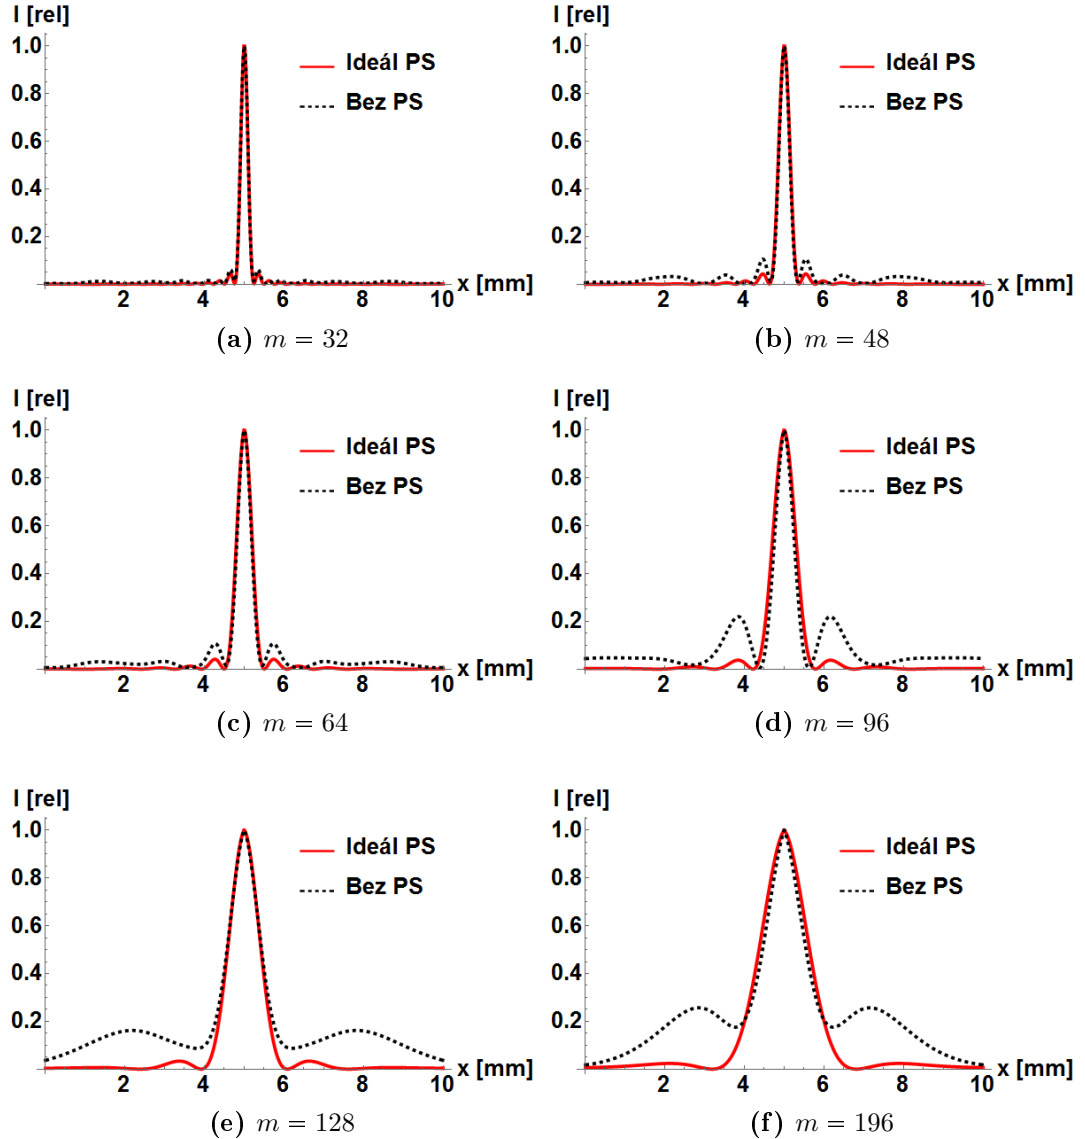 I [rel]
1.0
0.8
0.6
0.4
0.2
2 4 6 8 10
x [mm]
Ideál PS
Bez PS
(a) m = 32
I [rel]
1.0
0.8
0.6
0.4
0.2
2 4 6 8 10
x [mm]
Ideál PS
Bez PS
(b) m = 48
I [rel]
1.0
0.8
0.6
0.4
0.2
2 4 6 8 10
x [mm]
Ideál PS
Bez PS
(c) m = 64
I [rel]
1.0
0.8
0.6
0.4
0.2
2 4 6 8 10
x [mm]
Ideál PS
Bez PS
(d) m = 96
I [rel]
1.0
0.8
0.6
0.4
0.2
2 4 6 8 10
x [mm]
Ideál PS
Bez PS
(e) m = 128
I [rel]
1.0
0.8
0.6
0.4
0.2
2 4 6 8 10
x [mm]
Ideál PS
Bez PS
(f) m = 196